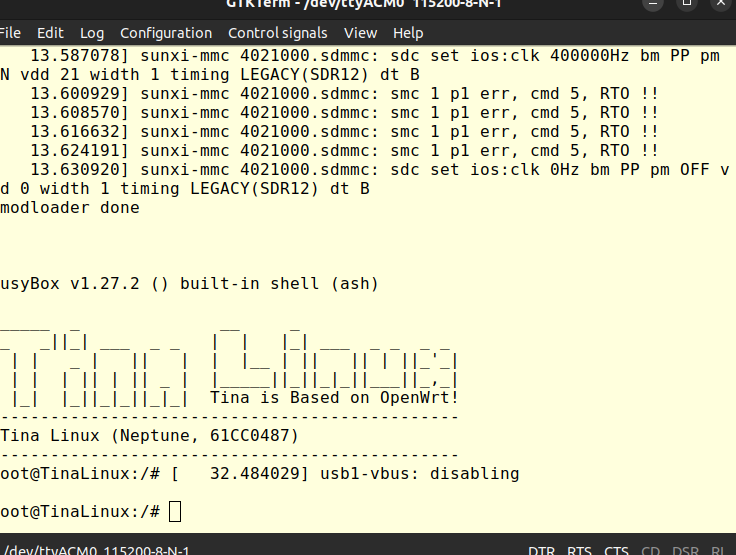 GTKTerm - /dev/ttyACM0 115200-8-N-1
File Edit Log Configuration Control signals View Help
13.587078] sunxi-mmc 4021000.sdmmc: sdc set ios:clk 400000Hz bm PP pm
N vdd 21 width 1 timing LEGACY(SDR12) dt B
13.600929] sunxi-mmc 4021000.sdmmc: smc 1 p1 err, cmd 5, RTO !!
13.608570] sunxi-mmc 4021000.sdmmc: smc 1 p1 err, cmd 5, RTO !!
13.616632] sunxi-mmc 4021000.sdmmc: smc 1 p1 err, cmd 5, RTO !!
13.624191] sunxi-mmc 4021000.sdmmc: smc 1 p1 err, cmd 5, RTO !!
13.630920] sunxi-mmc 4021000.sdmmc: sdc set ios:clk 0Hz bm PP pm OFF v
d 0 width 1 timing LEGACY(SDR12) dt B
modloader done
usyBox v1.27.2 () built-in shell (ash)
Tina Linux
Tina is Based on OpenWrt!
----------------------------------------------
Tina Linux (Neptune, 61CC0487)
----------------------------------------------
oot@TinaLinux:/# [   32.484029] usb1-vbus: disabling
oot@TinaLinux:/#
/dev/ttyACM0 115200-8-N-1 DTR RTS CTS CD DSR RI